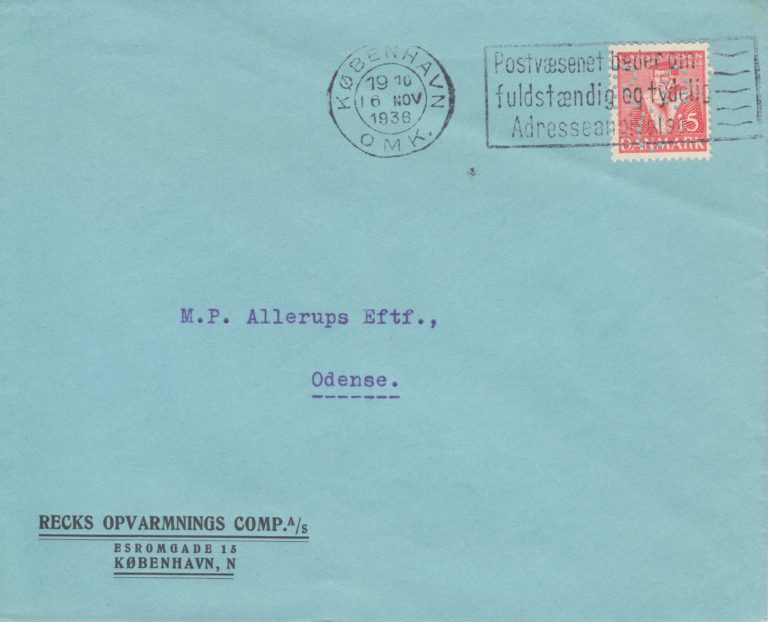 KØBENHAVN
19 10
16 NOV
1936
OMK.
Postvæsenet beder om
fuldstændig og tydelig
15
DANMARK
M.P. Allerups Eftf.,
Odense.
RECKS OPVARMNINGS COMP. A/s
ESROMGADE 15
KØBENHAVN, N